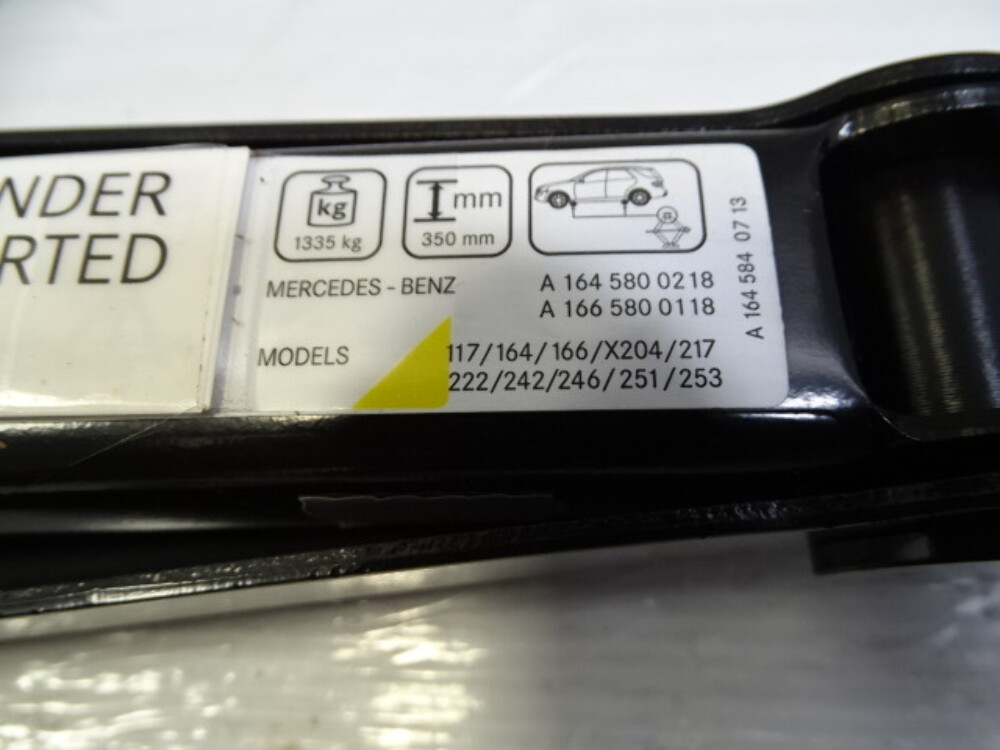 NDER
RTED
kg
1335 kg
mm
350 mm
MERCEDES - BENZ
A 164 580 0218
A 166 580 0118
MODELS
117/164/166/X204/217
222/242/246/251/253
A 164 584 07 13